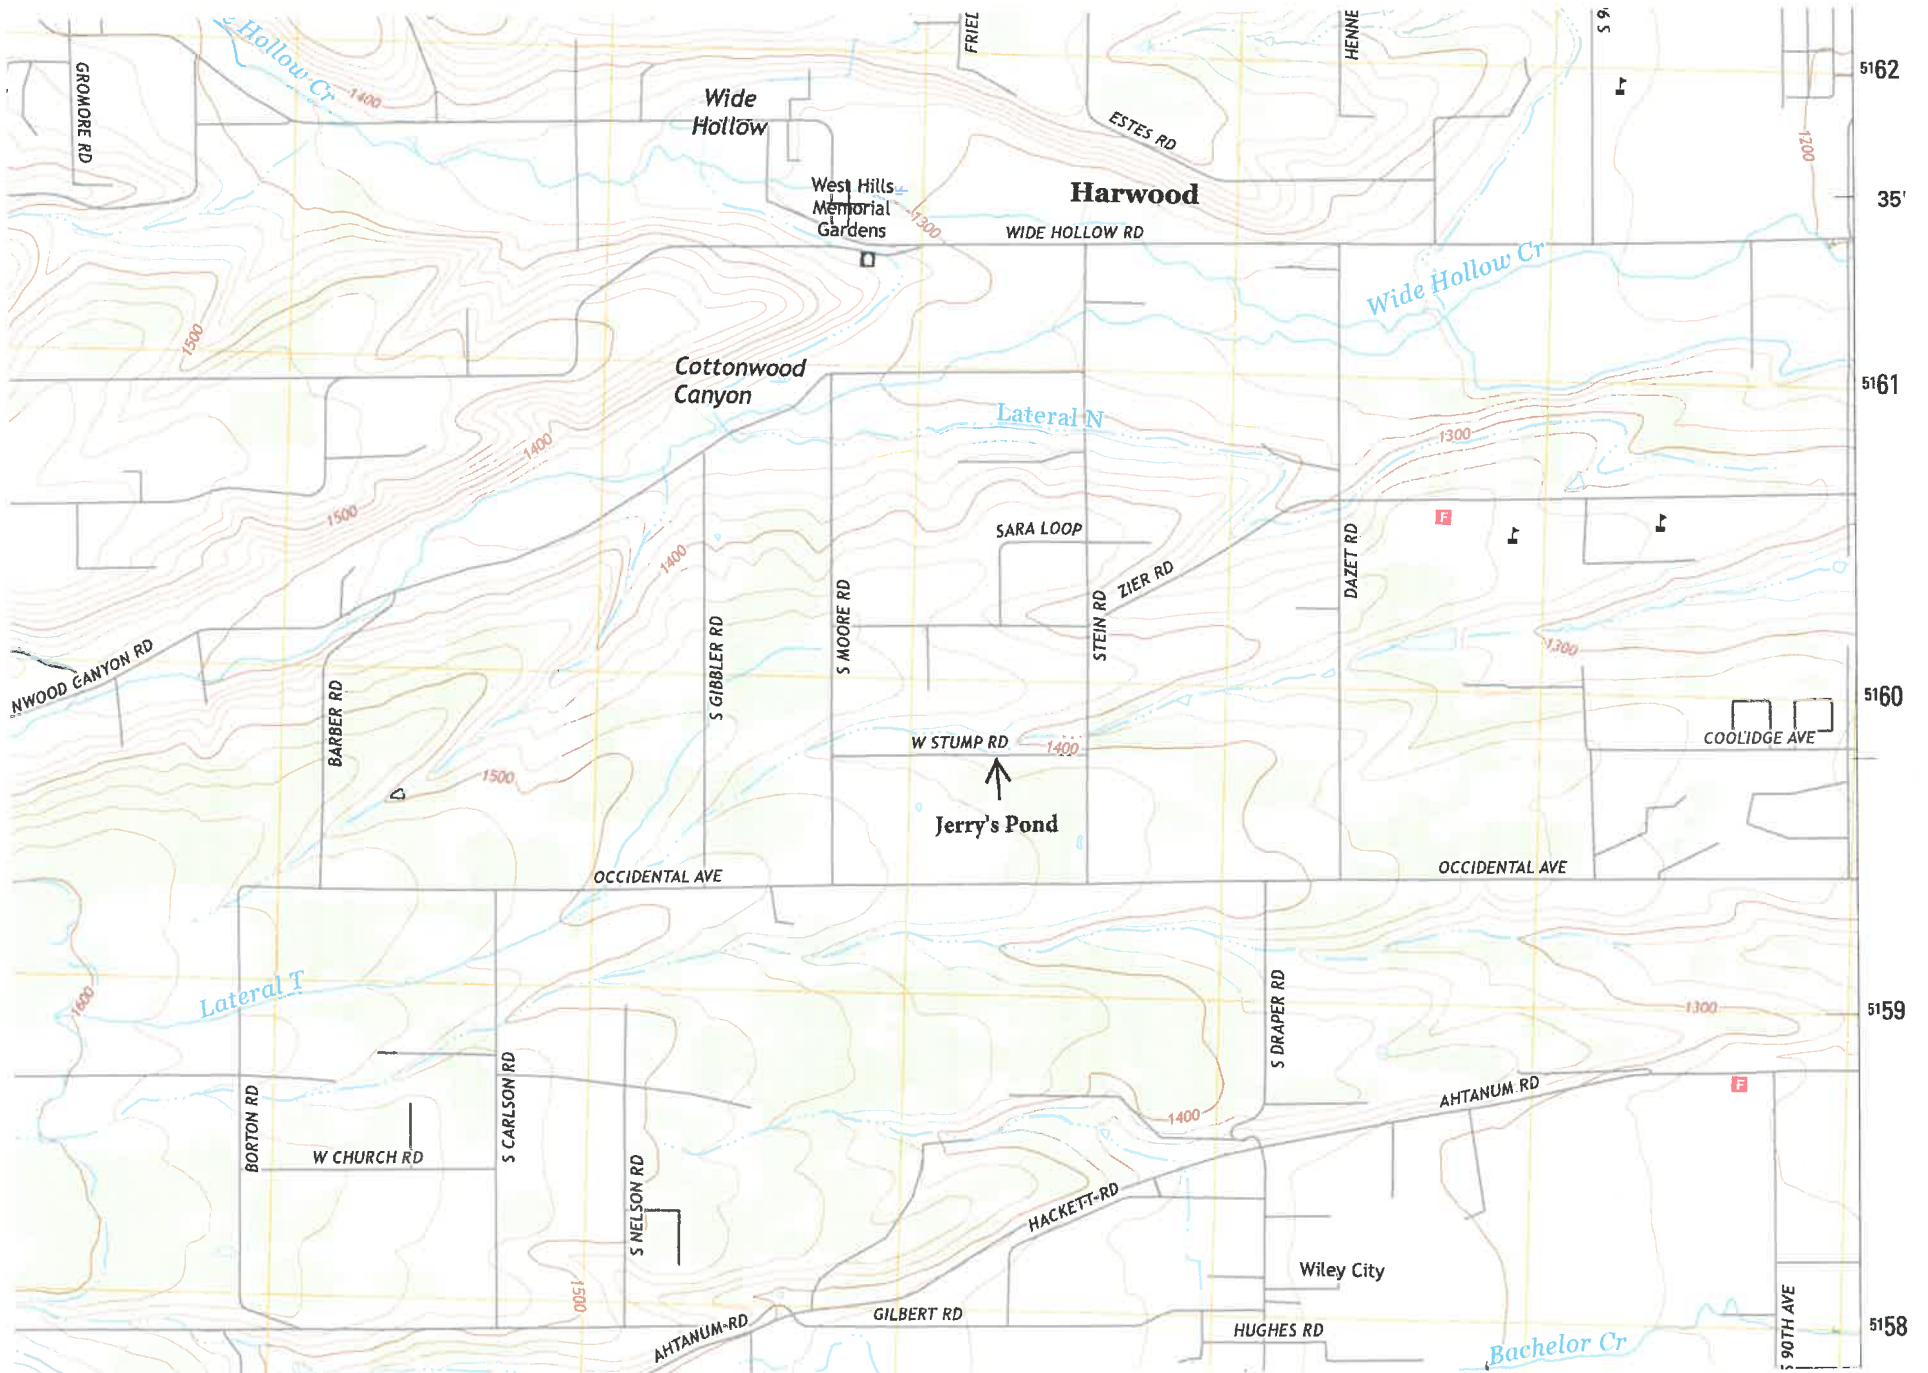 FRIED
HENNE
S 9
Hollow Cr
GROMORE RD
1400
Wide
Hollow
5162
ESTES RD
1200
West Hills
Memorial
Gardens
Harwood
35'
1300
WIDE HOLLOW RD
Wide Hollow Cr
1500
Cottonwood
Canyon
5161
Lateral N
1400
1300
1500
F
SARA LOOP
1400
DAZET RD
ZIER RD
S MOORE RD
STEIN RD
S GIBBLER RD
1300
NWOOD CANYON RD
BARBER RD
5160
W STUMP RD
1400
COOLIDGE AVE
1500
Jerry's Pond
OCCIDENTAL AVE
OCCIDENTAL AVE
Lateral T
1600
S DRAPER RD
1300
5159
S CARLSON RD
BORTON RD
AHTANUM RD
F
1400
W CHURCH RD
S NELSON RD
HACKETT RD
Wiley City
1500
GILBERT RD
AHTANUM RD
HUGHES RD
Bachelor Cr
S 90TH AVE
5158